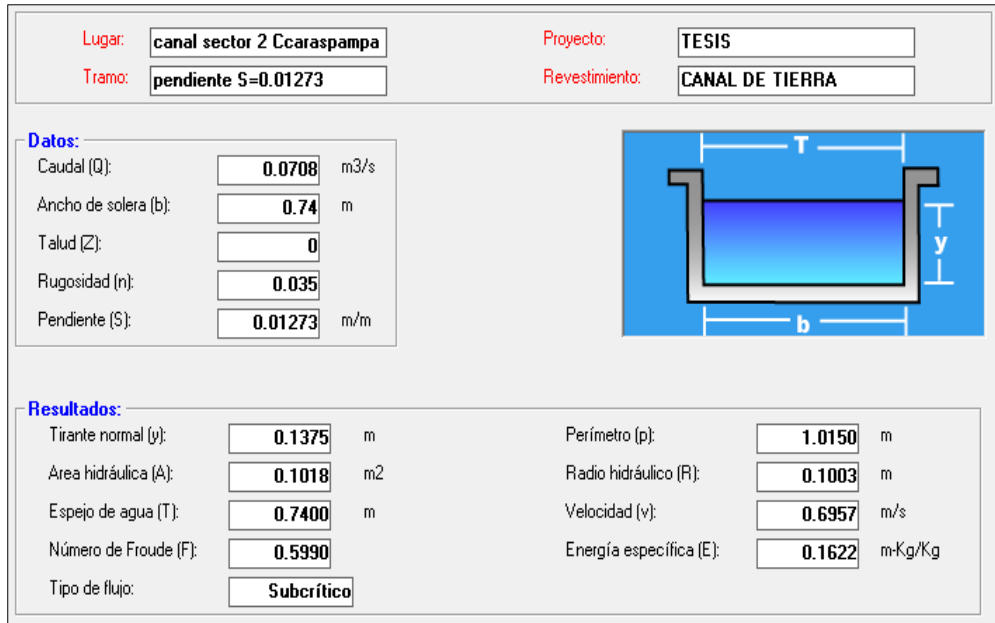 Lugar: canal sector 2 Ccaraspampa Proyecto: TESIS
Tramo: pendiente S=0.01273 Revestimiento: CANAL DE TIERRA
Datos:
Caudal (Q): 0.0708 m3/s
Ancho de solera (b): 0.74 m
Talud (Z): 0
Rugosidad (n): 0.035
Pendiente (S): 0.01273 m/m
T
y
b
Resultados:
Tirante normal (y): 0.1375 m Perímetro (p): 1.0150 m
Area hidráulica (A): 0.1018 m2 Radio hidráulico (R): 0.1003 m
Espejo de agua (T): 0.7400 m Velocidad (v): 0.6957 m/s
Número de Froude (F): 0.5990 Energía específica (E): 0.1622 m-Kg/Kg
Tipo de flujo: Subcrítico